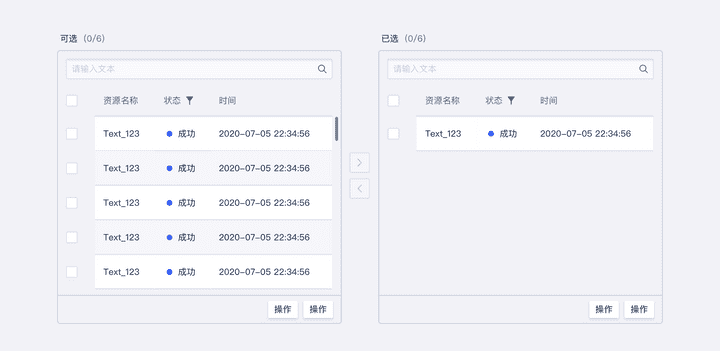 可选 (0/6)
请输入文本
资源名称 状态 时间
Text_123 成功 2020-07-05 22:34:56
Text_123 成功 2020-07-05 22:34:56
Text_123 成功 2020-07-05 22:34:56
Text_123 成功 2020-07-05 22:34:56
Text_123 成功 2020-07-05 22:34:56
操作 操作
已选 (0/6)
请输入文本
资源名称 状态 时间
Text_123 成功 2020-07-05 22:34:56
操作 操作